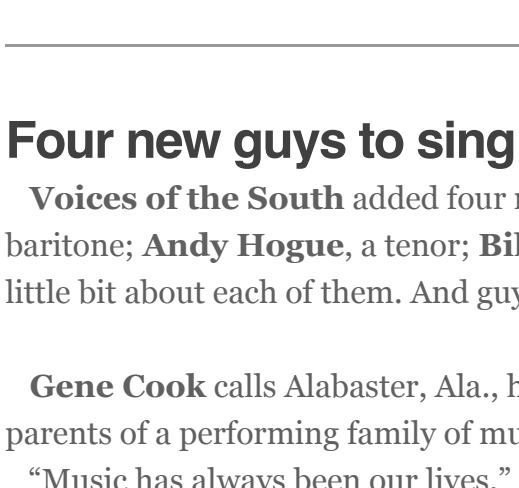 Four new guys to sing
Voices of the South added four
baritone; Andy Hogue, a tenor;
little bit about each of them. And guy
Gene Cook calls Alabaster, Ala.,
parents of a performing family of mu
“Music has always been our lives.”